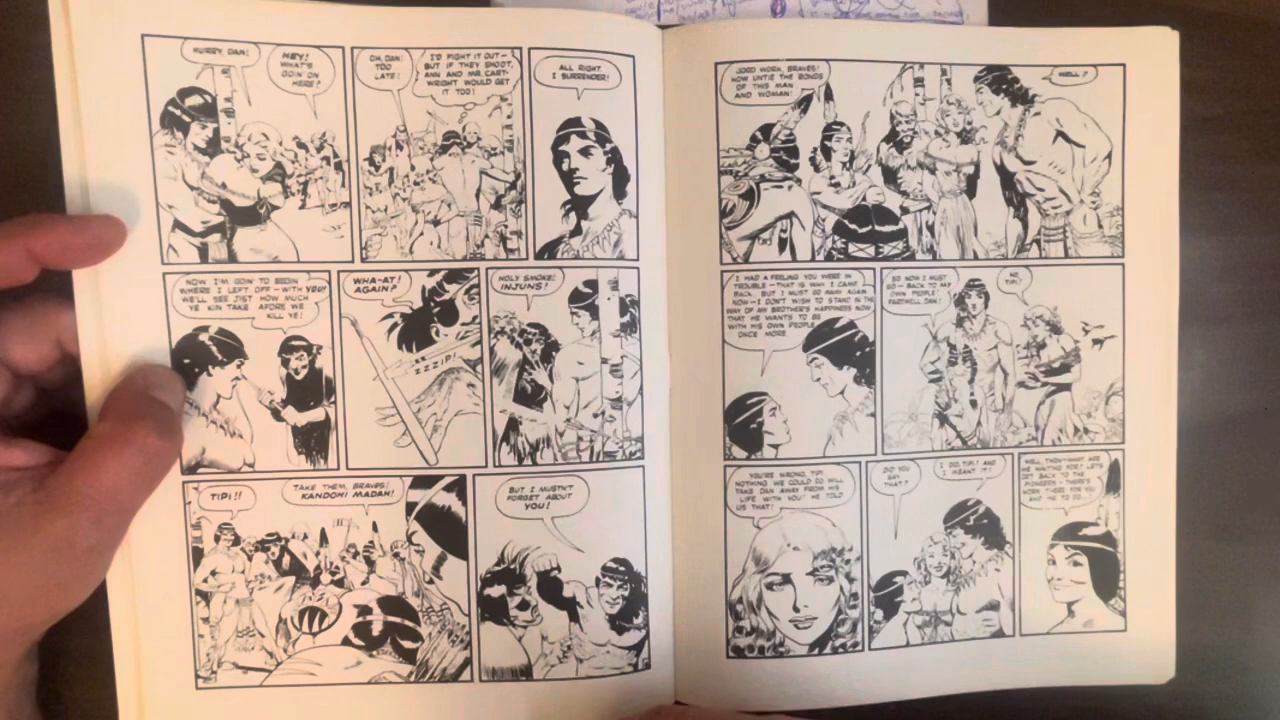 HURRY, DAN!
HEY!
WHAT'S
GOIN' ON
HERE?
OH, DAN!
TOO
LATE!
I'D FIGHT IT OUT—
BUT IF THEY SHOOT,
ANN AND MR. CART-
WRIGHT WOULD GET
IT TOO!
ALL RIGHT.
I SURRENDER!
NOW I'M GOIN' TO BEGIN
WHERE I LEFT OFF—WITH YOU!
WE'LL SEE JIST HOW MUCH
YE KIN TAKE AFORE WE
KILL YE!
WHA-AT!
AGAIN?
ZZZIP!
HOLY SMOKE!
INJUNS!
TIPI!!
TAKE THEM, BRAVES!
KANDOHI MADAH!
BUT I MUSTN'T
FORGET ABOUT
YOU!
GOOD WORK, BRAVES!
NOW UNTIE THE BONDS
OF THIS MAN
AND WOMAN!
WELL?
I HAD A FEELING YOU WERE IN
TROUBLE—THAT IS WHY I CAME
BACK. BUT I MUST GO AWAY AGAIN
NOW—I DON'T WISH TO STAND IN THE
WAY OF MY BROTHER'S HAPPINESS NOW
THAT HE WANTS TO BE
WITH HIS OWN PEOPLE
ONCE MORE
SO NOW I MUST
GO— BACK TO MY
OWN PEOPLE!
FAREWELL, DAN!
NO,
TIPI!
YOU'RE WRONG, TIPI
NOTHING WE COULD DO WILL
TAKE DAN AWAY FROM HIS
LIFE WITH YOU! HE TOLD
US THAT!
DID YOU
SAY
THAT?
I DID, TIPI! AND
I MEANT IT!
WELL, THEN—WHAT ARE
WE WAITING FOR? LET'S
GET BACK TO THE
PIONEERS - THERE'S
WORK THERE FOR YOU
AND ME TO DO...!